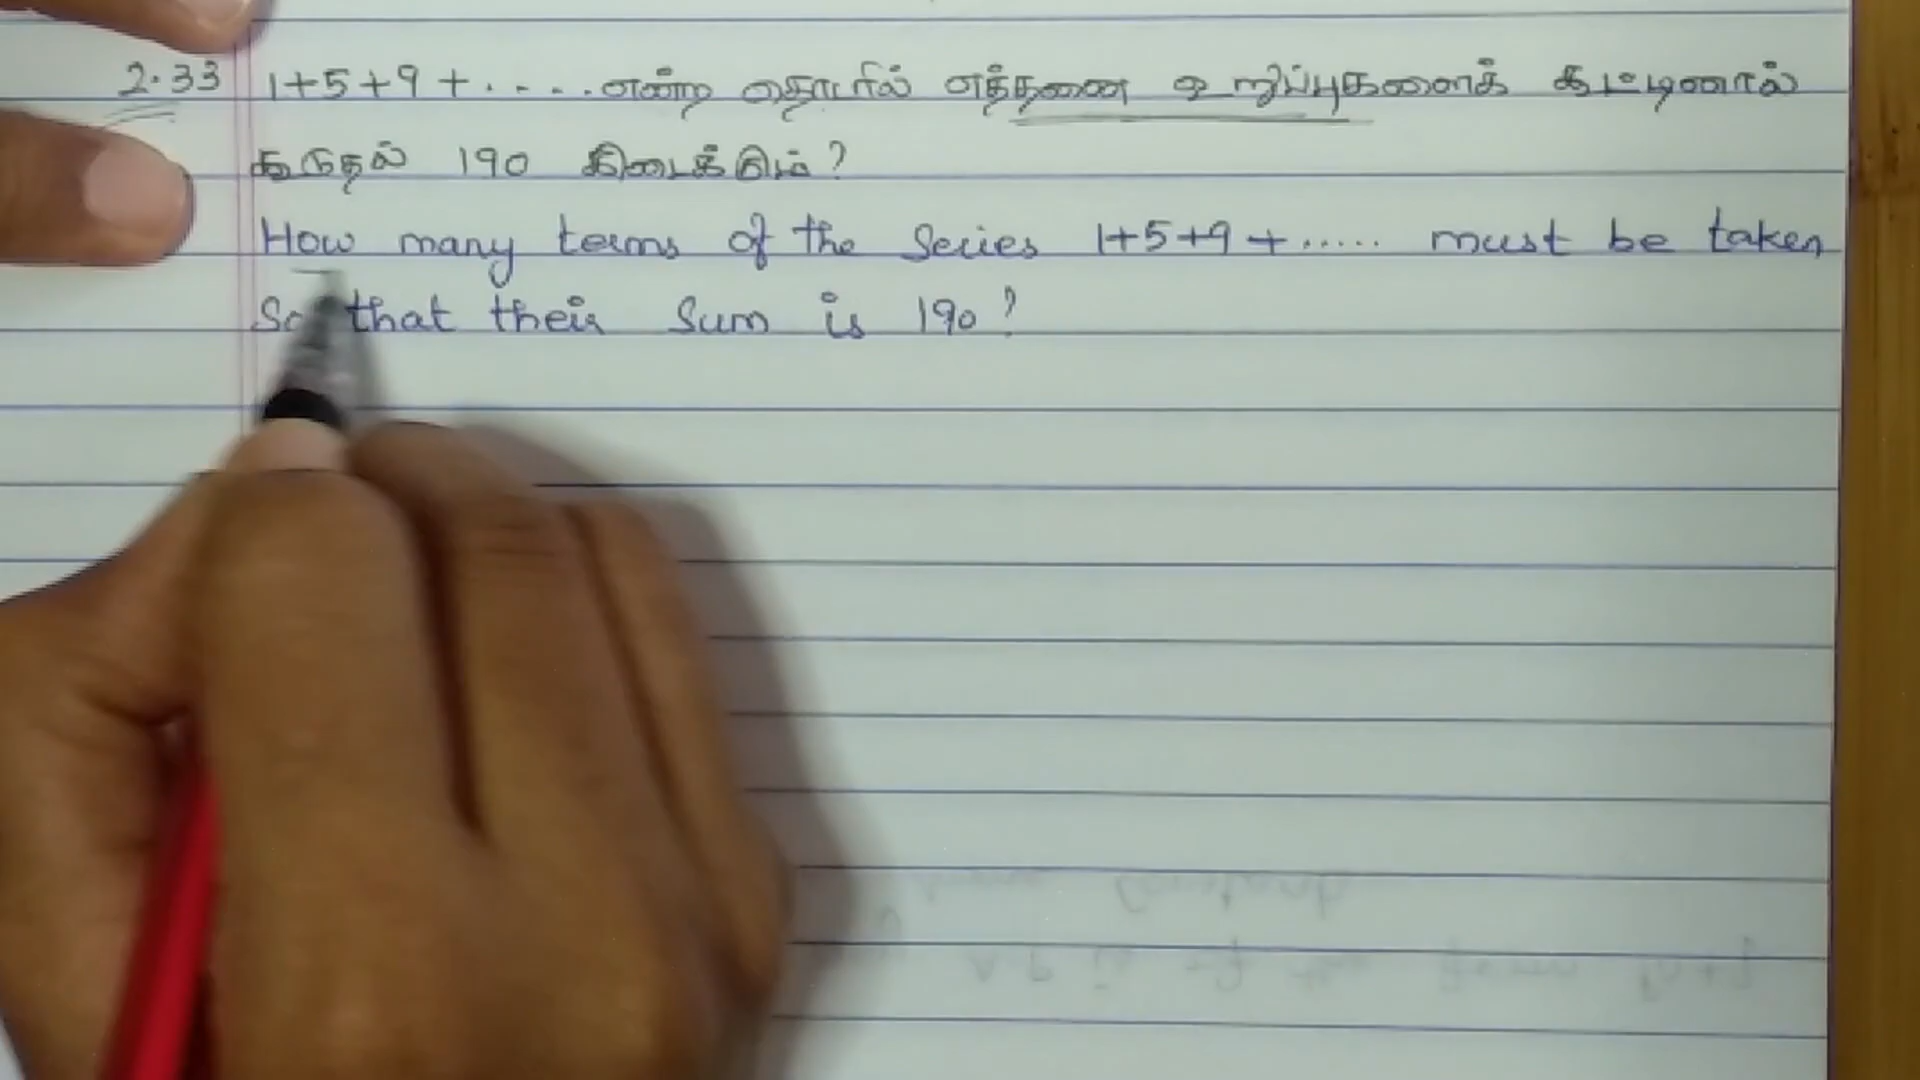 2.33 1+5+9+..... என்ற தொடரில் எத்தனை உறுப்புகளைக் கூட்டினால்
கூடுதல் 190 கிடைக்கும்?
How many terms of the Series 1+5+9+..... must be taken
So that their Sum is 190?